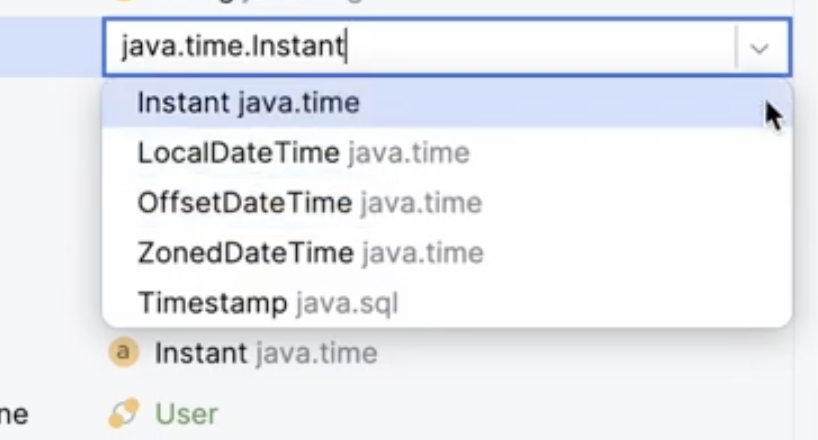 java.time.Instant
Instant java.time
LocalDateTime java.time
OffsetDateTime java.time
ZonedDateTime java.time
Timestamp java.sql
a Instant java.time
ne User